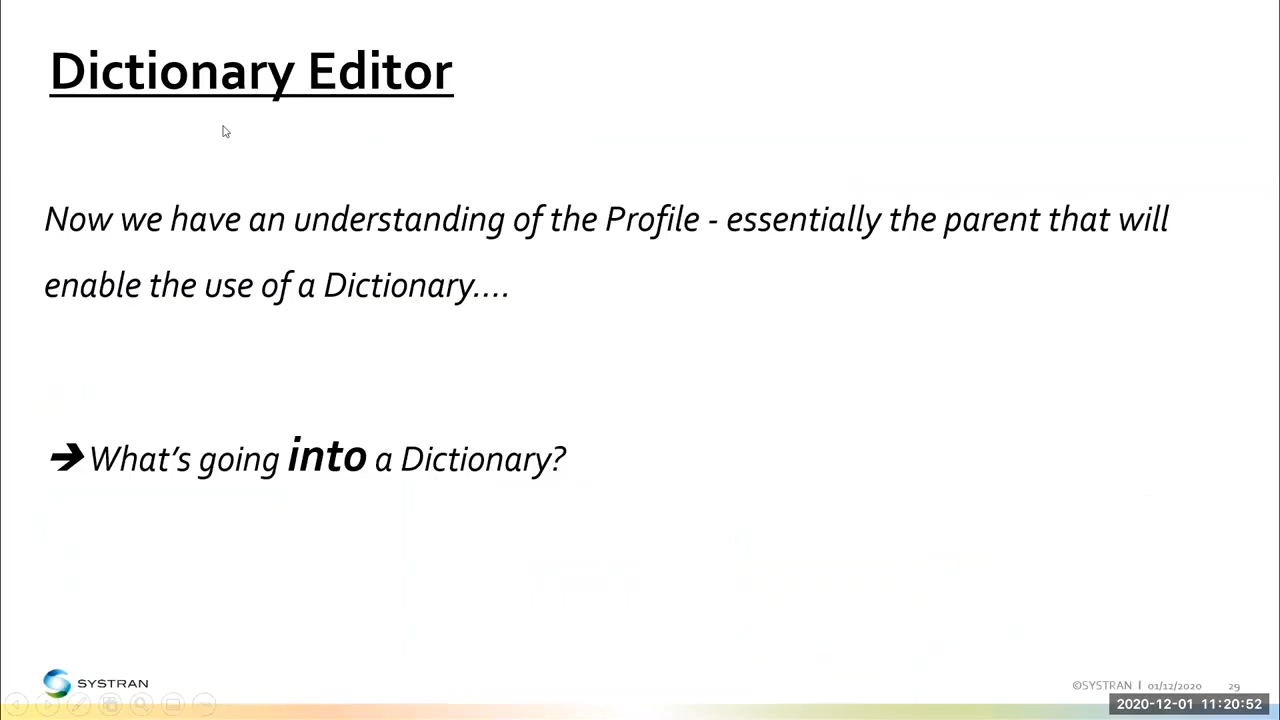 Dictionary Editor
Now we have an understanding of the Profile - essentially the parent that will
enable the use of a Dictionary....
➔ What's going into a Dictionary?
SYSTRAN
©SYSTRAN | 01/12/2020 29
2020-12-01 11:20:52